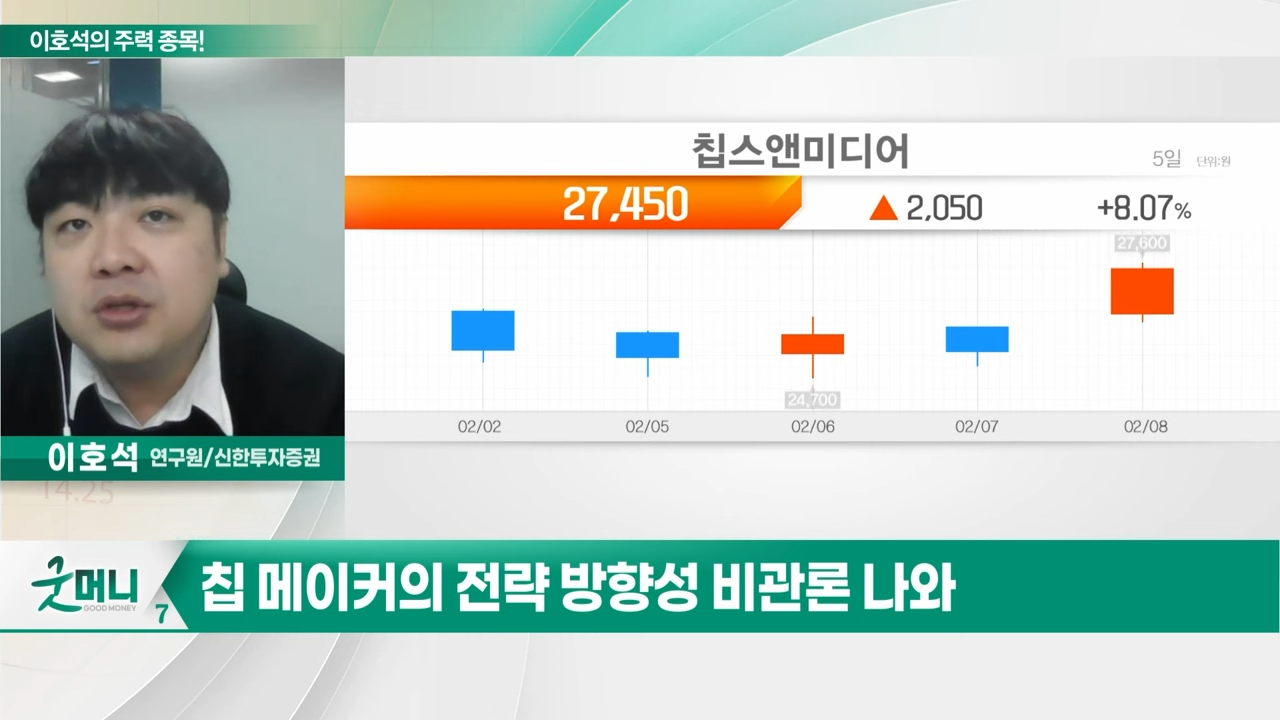 이호석의 주력 종목!
칩스앤미디어
5일 단위:원
27,450 ▲ 2,050 +8.07%
27,600
24,700
02/02 02/05 02/06 02/07 02/08
이호석 연구원/신한투자증권
14.25
굿머니
GOOD MONEY
7
칩 메이커의 전략 방향성 비관론 나와